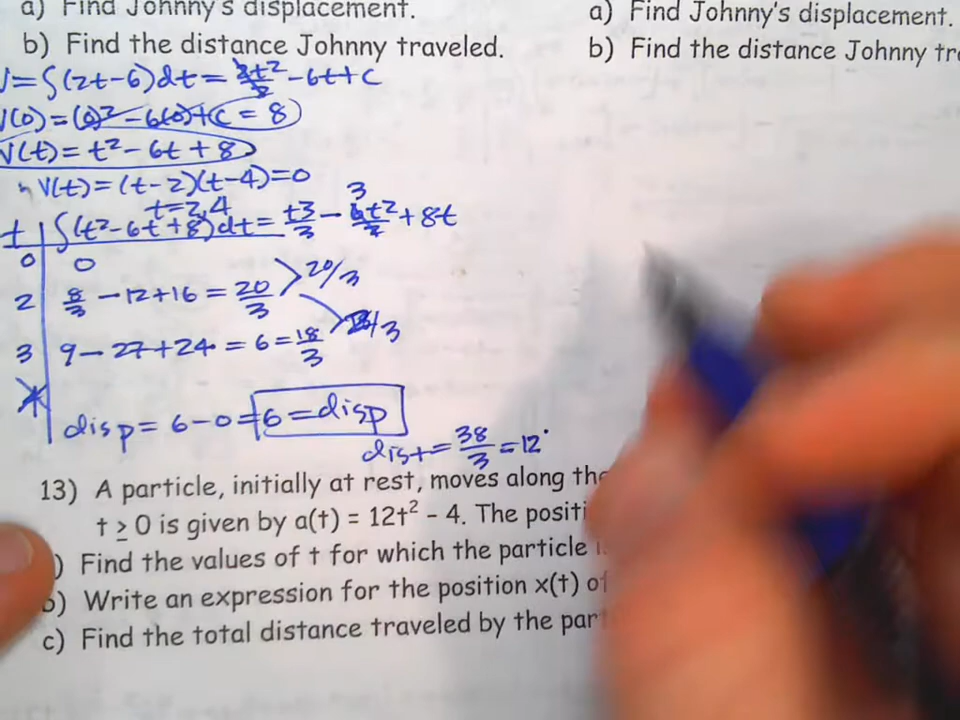 a) Find Johnny's displacement.
b) Find the distance Johnny traveled.
a) Find Johnny's displacement.
b) Find the distance Johnny
V=∫(2t-6)dt = 2t²/2 - 6t + C
V(0)=(0)²-6(0)+C = 8
V(t)= t²- 6t + 8
V(t)=(t-2)(t-4)=0
t=2,4
t ∫(t²-6t+8)dt = t³/3 - 3 6t²/2 + 8t
0 0
2 8/3 -12+16 = 20/3 >20/3
3 9-27+24 = 6 = 18/3
disp = 6-0=6=disp
dist = 38/3 = 12
13) A particle, initially at rest, moves along
t ≥ 0 is given by a(t) = 12t² - 4. The
Find the values of t for which the particle
b) Write an expression for the position x(t)
c) Find the total distance traveled by the